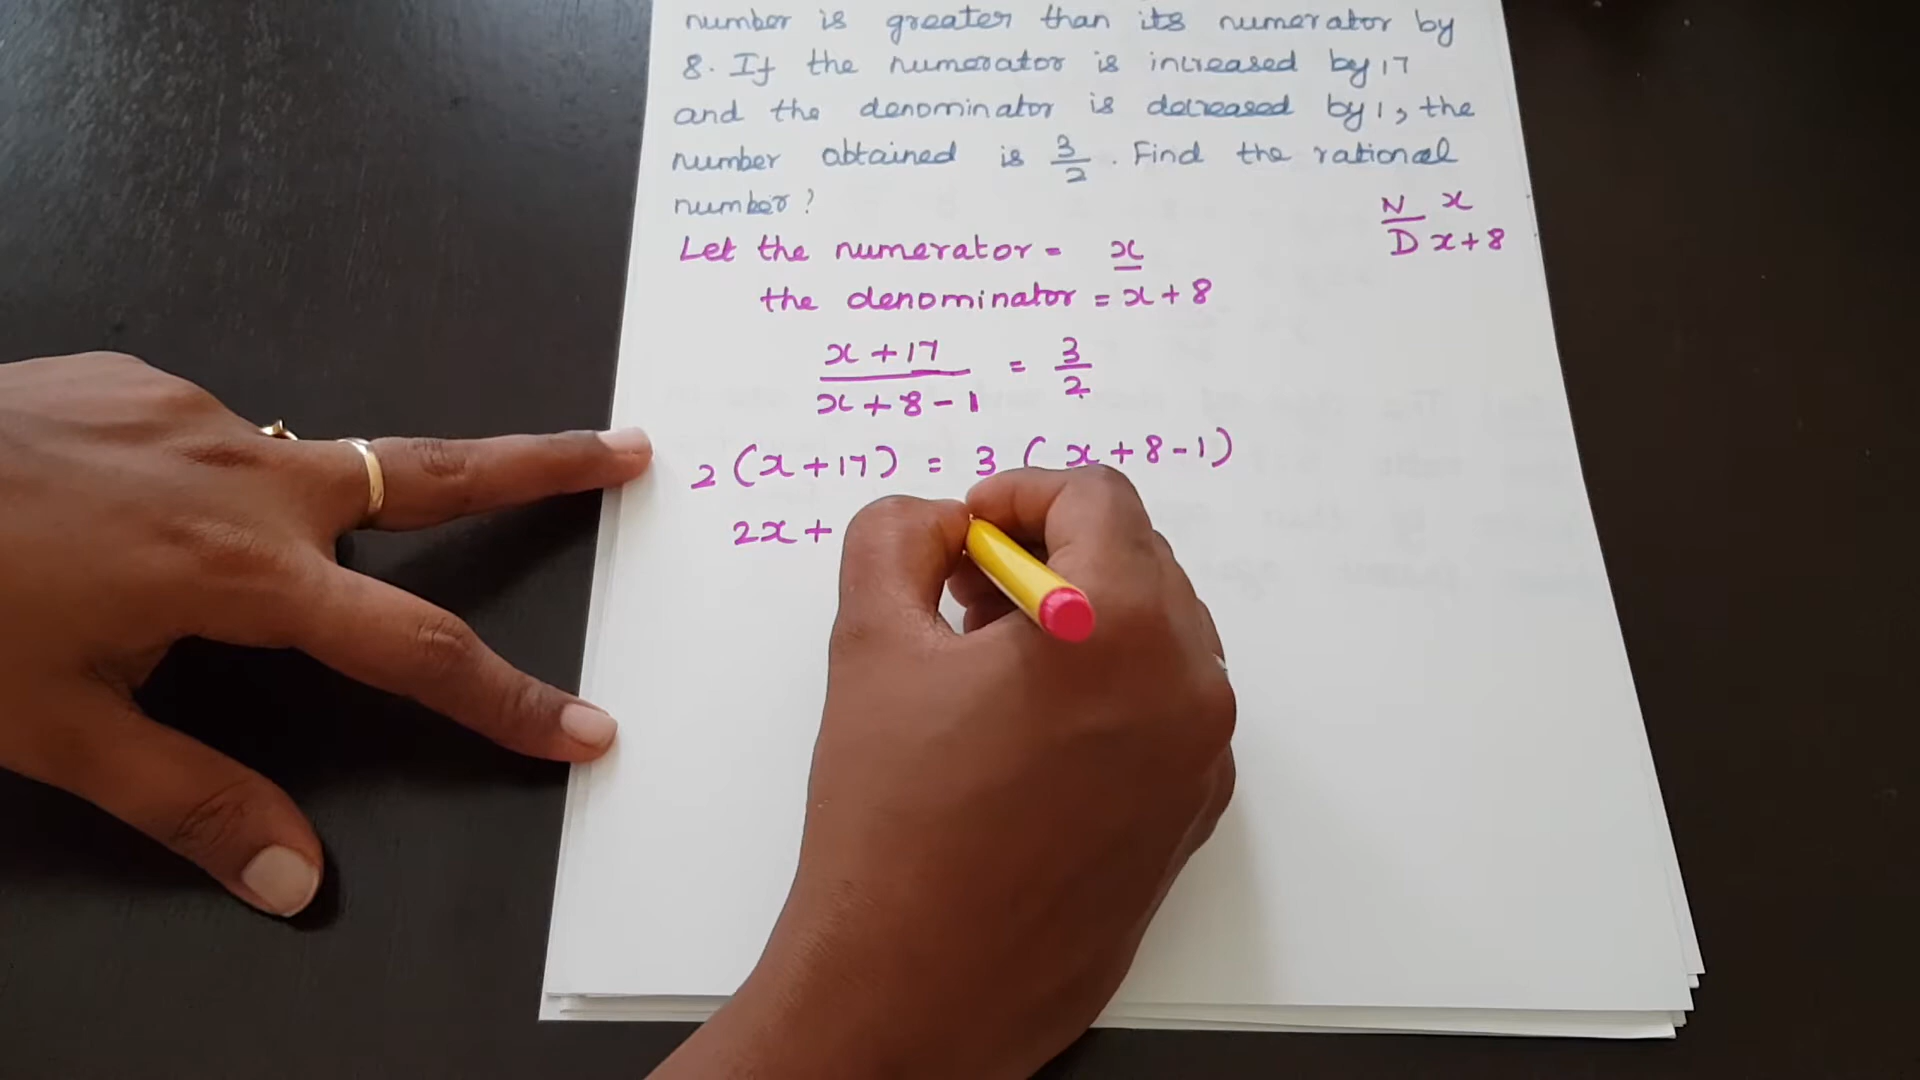 number is greater than its numerator by
8. If the numerator is increased by 17
and the denominator is decreased by 1, the
number obtained is 3/2. Find the rational
number?
N/D x
x+8
Let the numerator = x
the denominator = x+8
x+17/x+8-1 = 3/2
2(x+17) = 3(x+8-1)
2x+